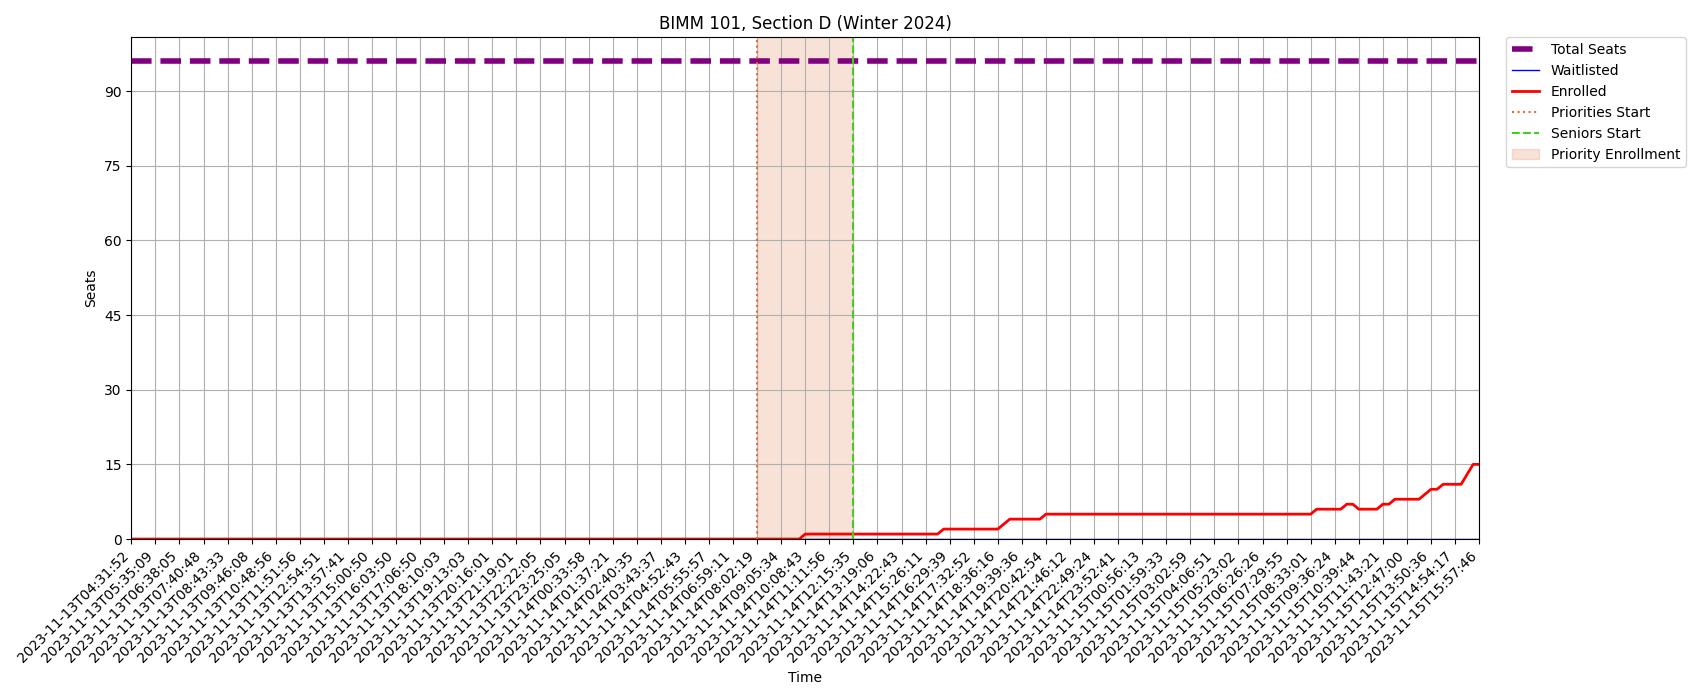 BIMM 101, Section D (Winter 2024)
Total Seats
Waitlisted
Enrolled
Priorities Start
Seniors Start
Priority Enrollment
Seats
90
75
60
45
30
15
0
2023-11-13T04:31:52
2023-11-13T05:35:09
2023-11-13T06:38:05
2023-11-13T07:40:48
2023-11-13T08:43:33
2023-11-13T09:46:08
2023-11-13T10:48:56
2023-11-13T11:51:56
2023-11-13T12:54:51
2023-11-13T13:57:41
2023-11-13T15:00:50
2023-11-13T16:03:50
2023-11-13T17:06:50
2023-11-13T18:10:03
2023-11-13T19:13:03
2023-11-13T20:16:01
2023-11-13T21:19:01
2023-11-13T22:22:05
2023-11-13T23:25:05
2023-11-14T00:33:58
2023-11-14T01:37:21
2023-11-14T02:40:35
2023-11-14T03:43:37
2023-11-14T04:52:43
2023-11-14T05:55:57
2023-11-14T06:59:11
2023-11-14T08:02:19
2023-11-14T09:05:34
2023-11-14T10:08:43
2023-11-14T11:11:56
2023-11-14T12:15:35
2023-11-14T13:19:06
2023-11-14T14:22:43
2023-11-14T15:26:11
2023-11-14T16:29:39
2023-11-14T17:32:52
2023-11-14T18:36:16
2023-11-14T19:39:36
2023-11-14T20:42:54
2023-11-14T21:46:12
2023-11-14T22:49:24
2023-11-14T23:52:41
2023-11-15T00:56:13
2023-11-15T01:59:33
2023-11-15T03:02:59
2023-11-15T04:06:51
2023-11-15T05:23:02
2023-11-15T06:26:26
2023-11-15T07:29:55
2023-11-15T08:33:01
2023-11-15T09:36:24
2023-11-15T10:39:44
2023-11-15T11:43:21
2023-11-15T12:47:00
2023-11-15T13:50:36
2023-11-15T14:54:17
2023-11-15T15:57:46
Time